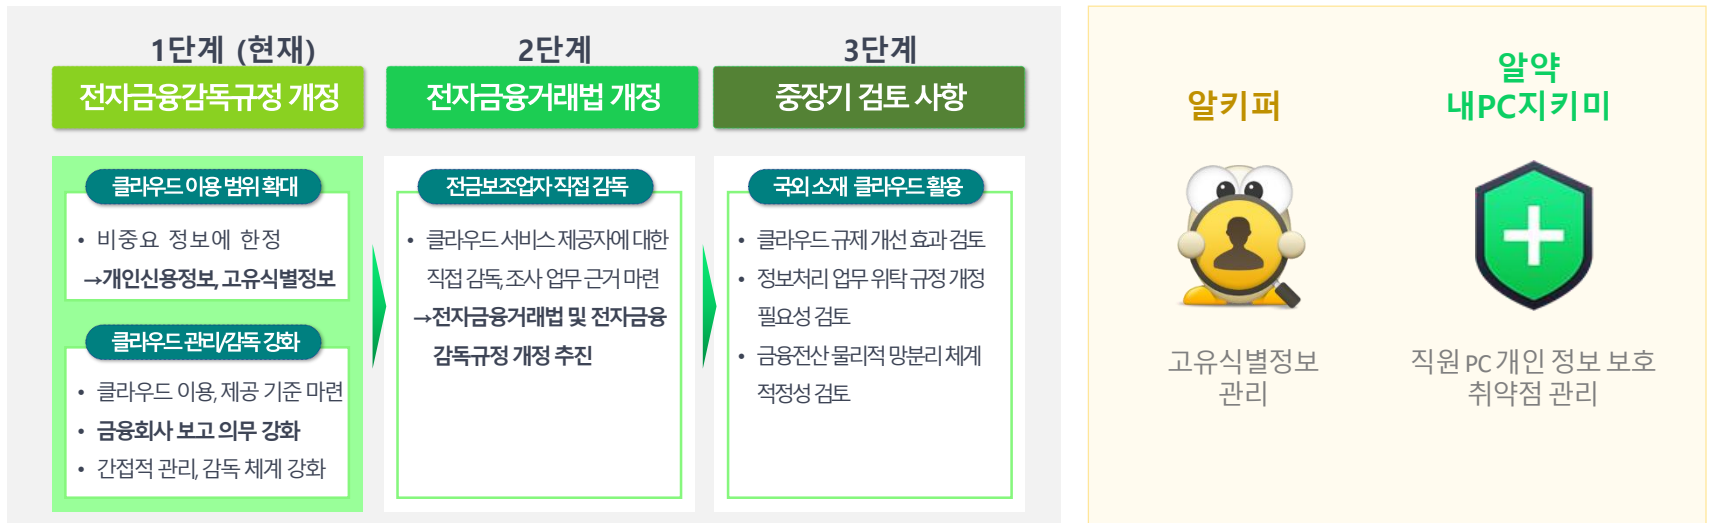 1단계 (현재)
전자금융감독규정 개정
클라우드 이용 범위 확대
• 비중요 정보에 한정
→개인신용정보, 고유식별정보
클라우드 관리/감독 강화
• 클라우드 이용, 제공 기준 마련
• 금융회사 보고 의무 강화
• 간접적 관리, 감독 체계 강화
2단계
전자금융거래법 개정
전금보조업자 직접 감독
• 클라우드 서비스 제공자에 대한
직접 감독, 조사 업무 근거 마련
→전자금융거래법 및 전자금융
감독규정 개정 추진
3단계
중장기 검토 사항
국외 소재 클라우드 활용
• 클라우드 규제 개선 효과 검토
• 정보처리 업무 위탁 규정 개정
필요성 검토
• 금융전산 물리적 망분리 체계
적정성 검토
알키퍼
고유식별정보
관리
알약
내PC지키미
직원 PC 개인 정보 보호
취약점 관리